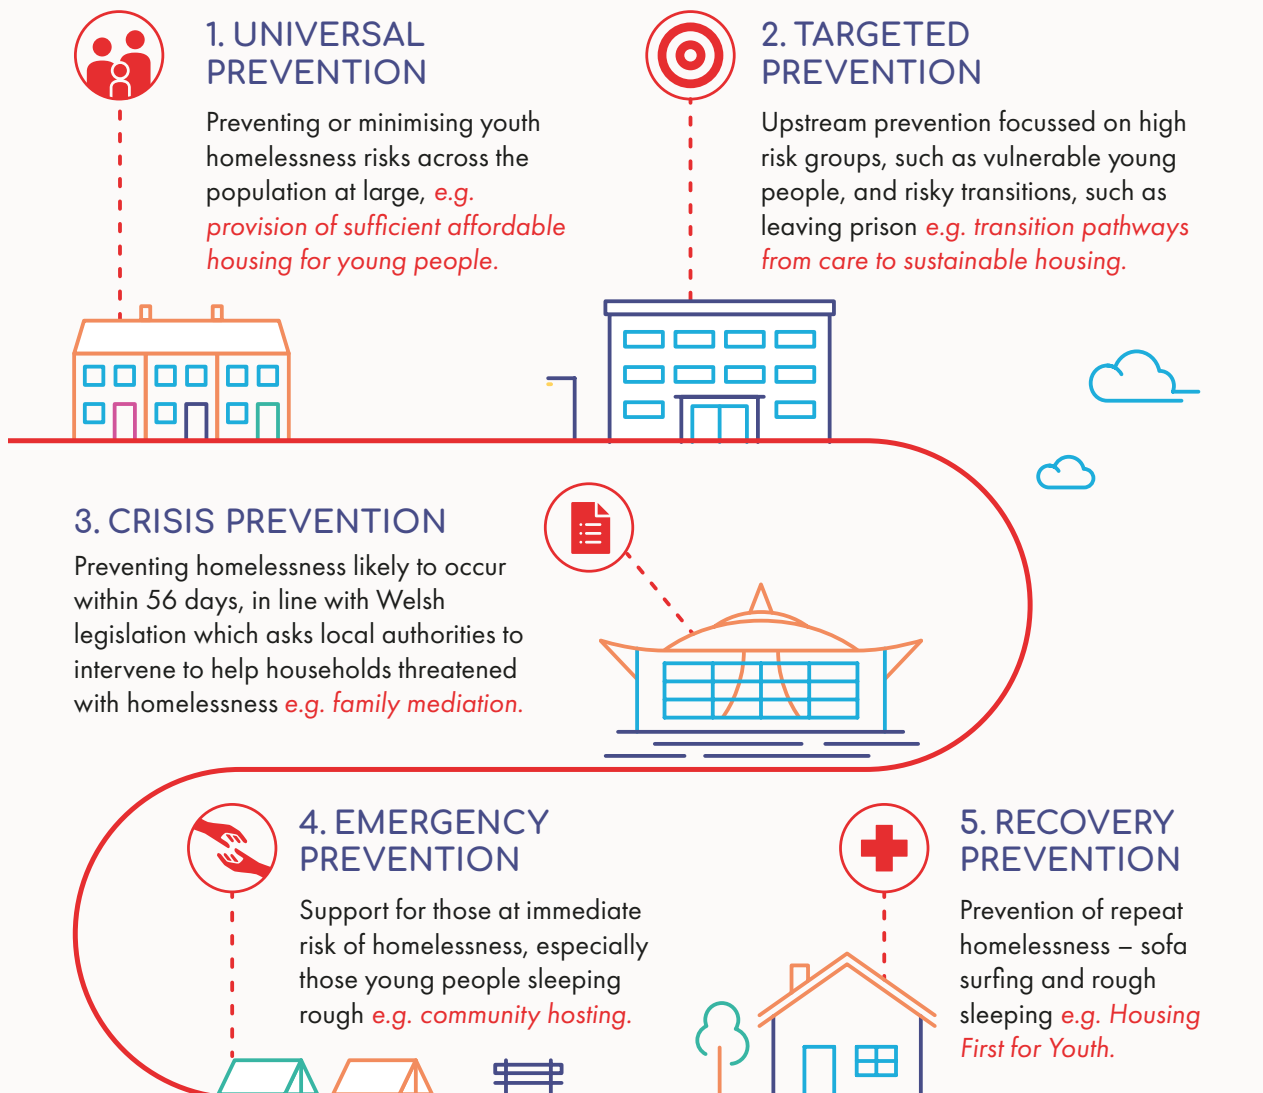 1. UNIVERSAL
PREVENTION
Preventing or minimising youth
homelessness risks across the
population at large, e.g.
provision of sufficient affordable
housing for young people.
2. TARGETED
PREVENTION
Upstream prevention focussed on high
risk groups, such as vulnerable young
people, and risky transitions, such as
leaving prison e.g. transition pathways
from care to sustainable housing.
3. CRISIS PREVENTION
Preventing homelessness likely to occur
within 56 days, in line with Welsh
legislation which asks local authorities to
intervene to help households threatened
with homelessness e.g. family mediation.
4. EMERGENCY
PREVENTION
Support for those at immediate
risk of homelessness, especially
those young people sleeping
rough e.g. community hosting.
5. RECOVERY
PREVENTION
Prevention of repeat
homelessness – sofa
surfing and rough
sleeping e.g. Housing
First for Youth.